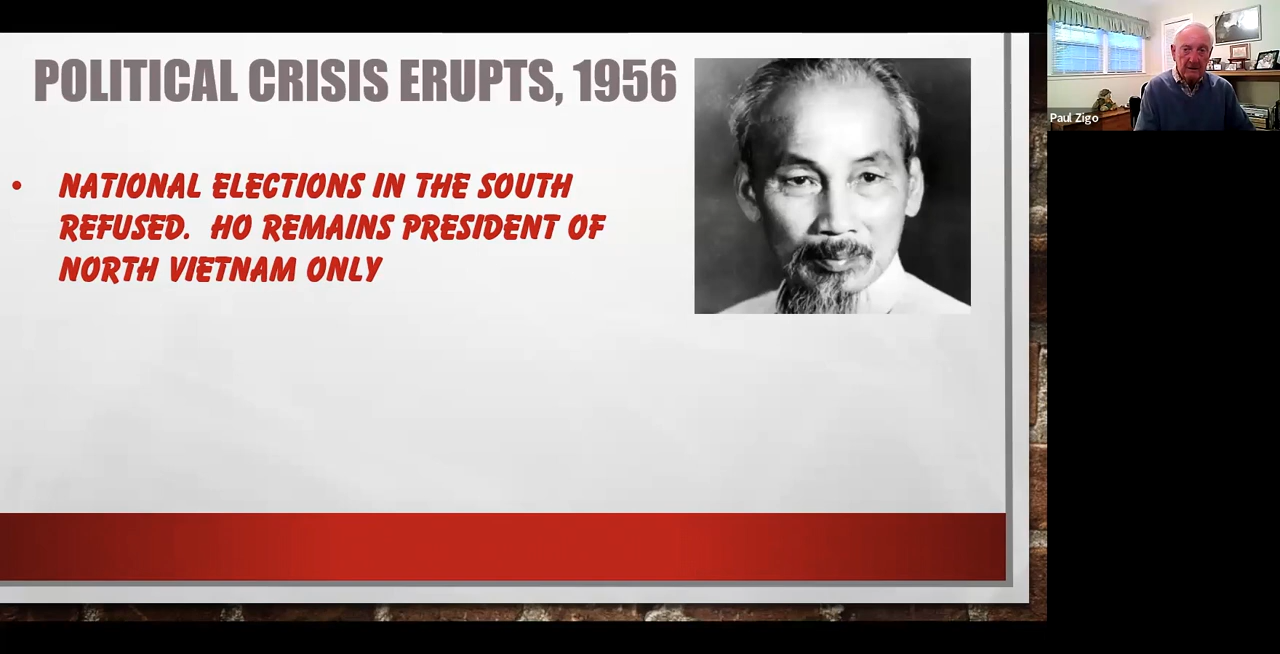 POLITICAL CRISIS ERUPTS, 1956
• NATIONAL ELECTIONS IN THE SOUTH
REFUSED. HO REMAINS PRESIDENT OF
NORTH VIETNAM ONLY
Paul Zigo